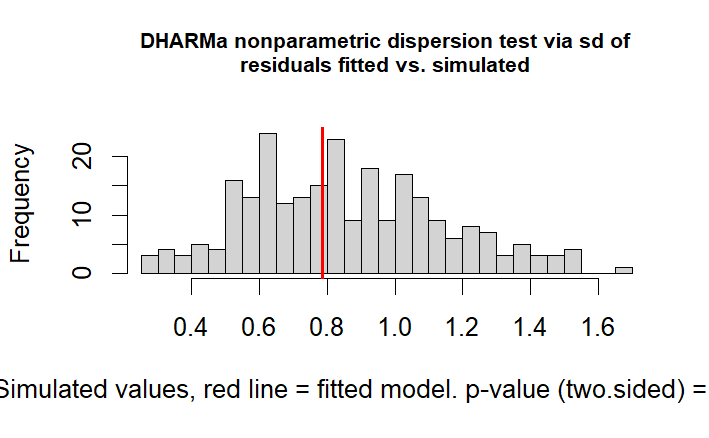 DHARMa nonparametric dispersion test via sd of
residuals fitted vs. simulated
Frequency
20
10
0
0.4 0.6 0.8 1.0 1.2 1.4 1.6
Simulated values, red line = fitted model. p-value (two.sided) =